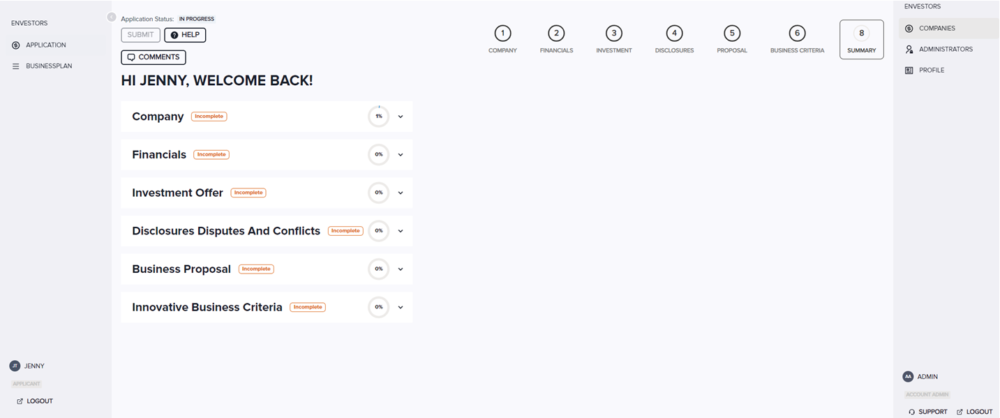 ENVESTORS
APPLICATION
BUSINESSPLAN
JT JENNY
APPLICANT
LOGOUT
Application Status: IN PROGRESS
SUBMIT
? HELP
COMMENTS
HI JENNY, WELCOME BACK!
1 2 3 4 5 6 8
COMPANY FINANCIALS INVESTMENT DISCLOSURES PROPOSAL BUSINESS CRITERIA SUMMARY
Company Incomplete 1%
Financials Incomplete 0%
Investment Offer Incomplete 0%
Disclosures Disputes And Conflicts Incomplete 0%
Business Proposal Incomplete 0%
Innovative Business Criteria Incomplete 0%
ENVESTORS
COMPANIES
ADMINISTRATORS
PROFILE
AA ADMIN
ACCOUNT ADMIN
SUPPORT LOGOUT